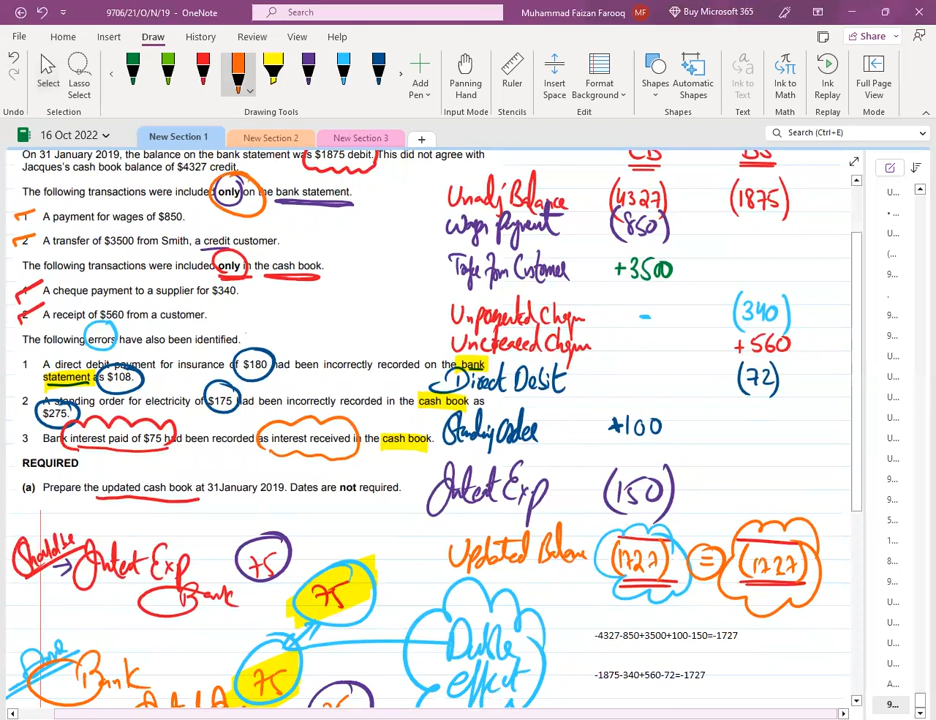 9706/21/O/N/19 - OneNote
Search
Muhammad Faizan Farooq MF
Buy Microsoft 365
File Home Insert Draw History Review View Help
Share
Undo
Select
Lasso Select
Add Pen
Panning Hand
Ruler
Insert Space
Format Background
Shapes
Automatic Shapes
Ink to Text
Ink to Math
Ink Replay
Full Page View
Undo Selection Drawing Tools Input Mode Stencils Format Edit Convert Replay Mode
16 Oct 2022
New Section 1
New Section 2
New Section 3
Search (Ctrl+E)
On 31 January 2019, the balance on the bank statement was $1875 debit. This did not agree with
Jacques's cash book balance of $4327 credit.
The following transactions were included only on the bank statement.
1 A payment for wages of $850.
2 A transfer of $3500 from Smith, a credit customer.
The following transactions were included only in the cash book.
1 A cheque payment to a supplier for $340.
2 A receipt of $560 from a customer.
The following errors have also been identified.
1 A direct debit payment for insurance of $180 had been incorrectly recorded on the bank
statement as $108.
2 A standing order for electricity of $175 had been incorrectly recorded in the cash book as
$275.
3 Bank interest paid of $75 had been recorded as interest received in the cash book.
REQUIRED
(a) Prepare the updated cash book at 31January 2019. Dates are not required.
CB BS
Unadj Balance (4327) (1875)
Wages Payment (850)
from Customer +3500
Unpresented Chqm - (340)
Uncleared Chqm +560
Direct Debit (72)
Standing Order +100
Interest Exp (150)
Updated Balance (1727) = (1727)
Should be → Interest Exp 75
Bank 75
Bank 75
Double effect
-4327-850+3500+100-150=-1727
-1875-340+560-72=-1727